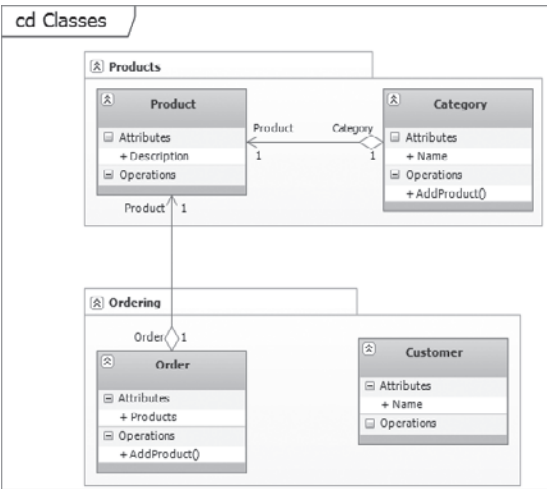 cd Classes
Products
Product
Attributes
+ Description
Operations
Product
1
Category
1
Category
Attributes
+ Name
Operations
+ AddProduct()
Product
1
Ordering
Order
1
Order
Attributes
+ Products
Operations
+ AddProduct()
Customer
Attributes
+ Name
Operations